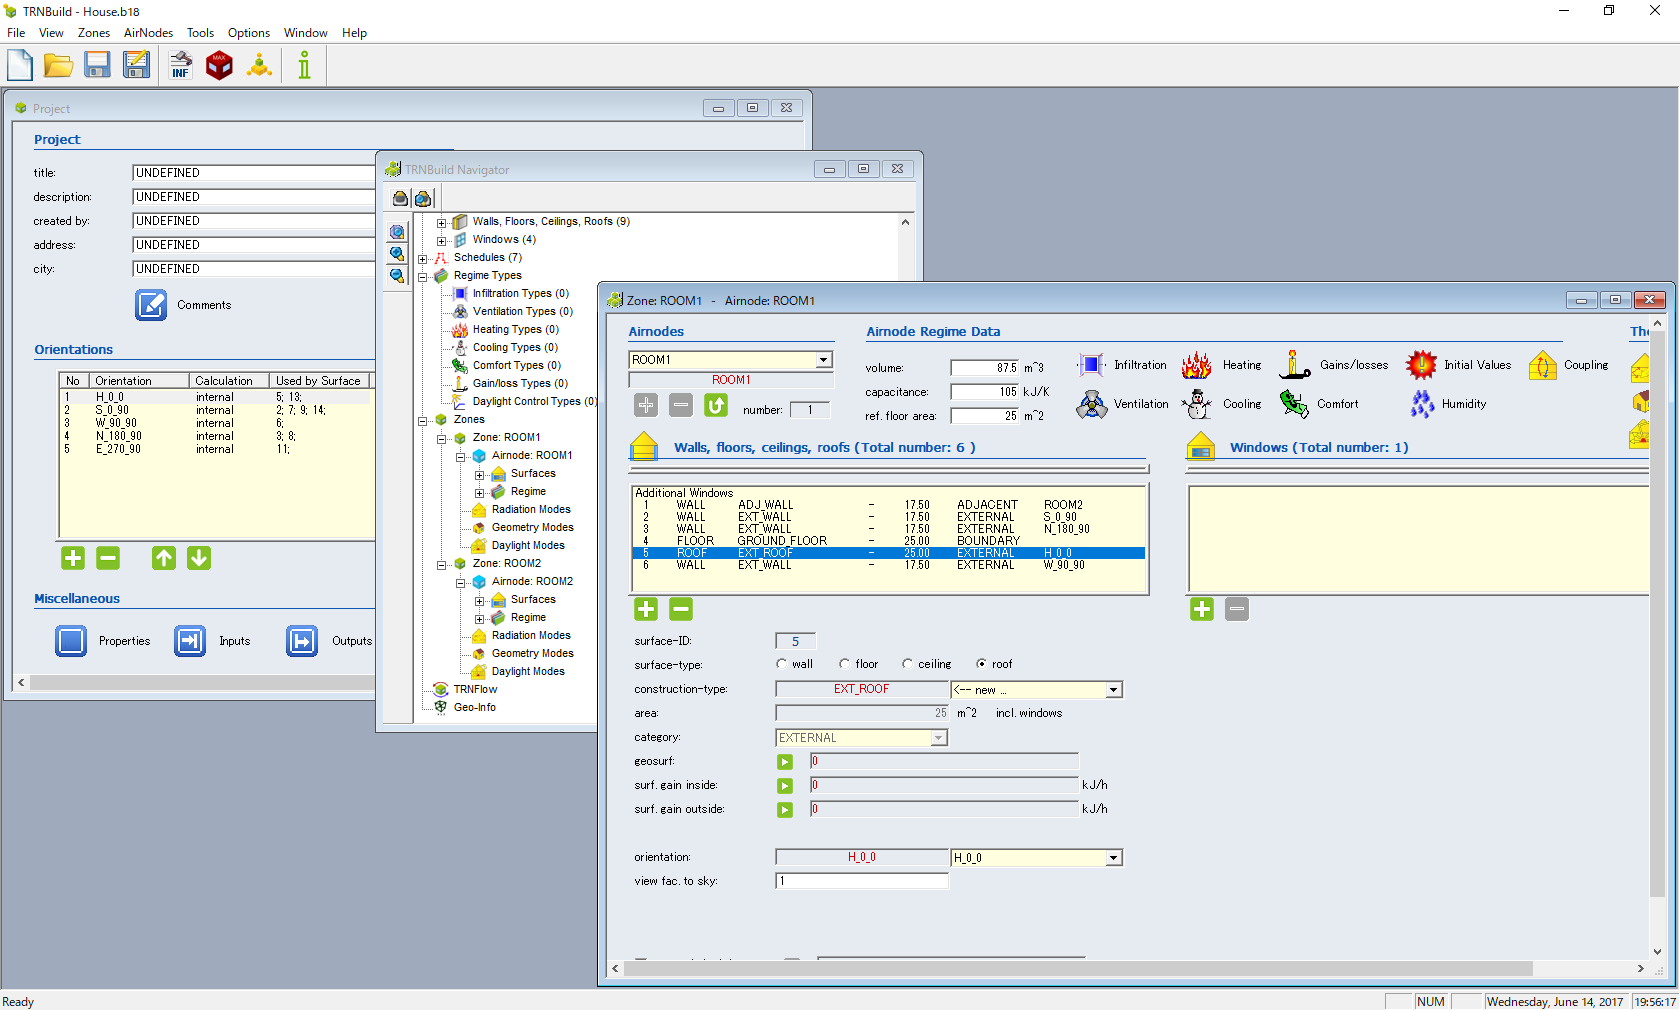 TRNBuild - House.b18
File View Zones AirNodes Tools Options Window Help
INF
MAX
Project
Project
title: UNDEFINED
description: UNDEFINED
created by: UNDEFINED
address: UNDEFINED
city: UNDEFINED
Comments
Orientations
No Orientation Calculation Used by Surface
1 H_0_0 internal 5; 13;
2 S_0_90 internal 2; 7; 9; 14;
3 W_90_90 internal 6;
4 N_180_90 internal 3; 8;
5 E_270_90 internal 11;
Miscellaneous
Properties Inputs Outputs
TRNBuild Navigator
Walls, Floors, Ceilings, Roofs (9)
Windows (4)
Schedules (7)
Regime Types
Infiltration Types (0)
Ventilation Types (0)
Heating Types (0)
Cooling Types (0)
Comfort Types (0)
Gain/loss Types (0)
Daylight Control Types (0)
Zones
Zone: ROOM1
Airnode: ROOM1
Surfaces
Regime
Radiation Modes
Geometry Modes
Daylight Modes
Zone: ROOM2
Airnode: ROOM2
Surfaces
Regime
Radiation Modes
Geometry Modes
Daylight Modes
TRNFlow
Geo-Info
Zone: ROOM1 - Airnode: ROOM1
Airnodes
ROOM1
ROOM1
number: 1
Airnode Regime Data
volume: 87.5 m^3
capacitance: 105 kJ/K
ref. floor area: 25 m^2
Infiltration Heating Gains/losses Initial Values Coupling
Ventilation Cooling Comfort Humidity
The
Walls, floors, ceilings, roofs (Total number: 6 )
Additional Windows
1 WALL ADJ_WALL - 17.50 ADJACENT ROOM2
2 WALL EXT_WALL - 17.50 EXTERNAL S_0_90
3 WALL EXT_WALL - 17.50 EXTERNAL N_180_90
4 FLOOR GROUND_FLOOR - 25.00 BOUNDARY
5 ROOF EXT_ROOF - 25.00 EXTERNAL H_0_0
6 WALL EXT_WALL - 17.50 EXTERNAL W_90_90
Windows (Total number: 1)
surface-ID: 5
surface-type: wall floor ceiling roof
construction-type: EXT_ROOF <-- new ...
area: 25 m^2 incl. windows
category: EXTERNAL
geosurf: 0
surf. gain inside: 0 kJ/h
surf. gain outside: 0 kJ/h
orientation: H_0_0 H_0_0
view fac. to sky: 1
Ready
NUM Wednesday, June 14, 2017 19:56:17